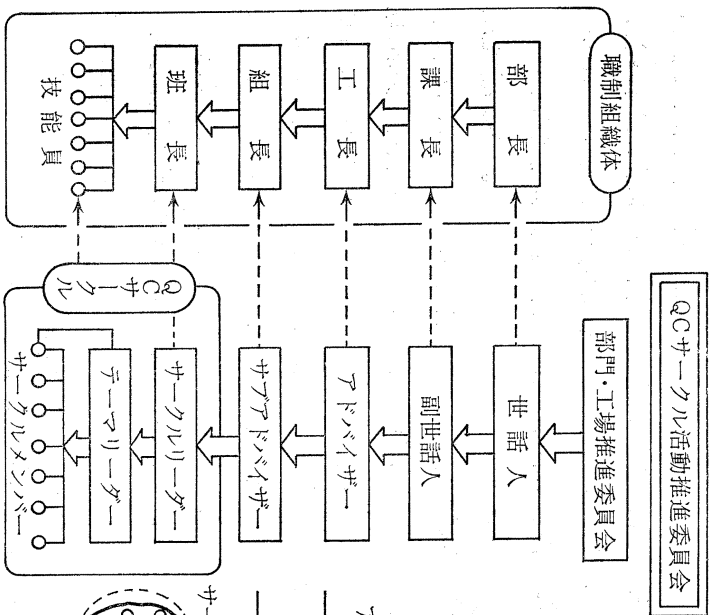 QCサークル活動推進委員会
部門・工場推進委員会
職制組織体
部長
課長
工長
組長
班長
技能員
世話人
副世話人
アドバイザー
サブアドバイザー
QCサークル
サークルリーダー
テーマリーダー
サークルメンバー